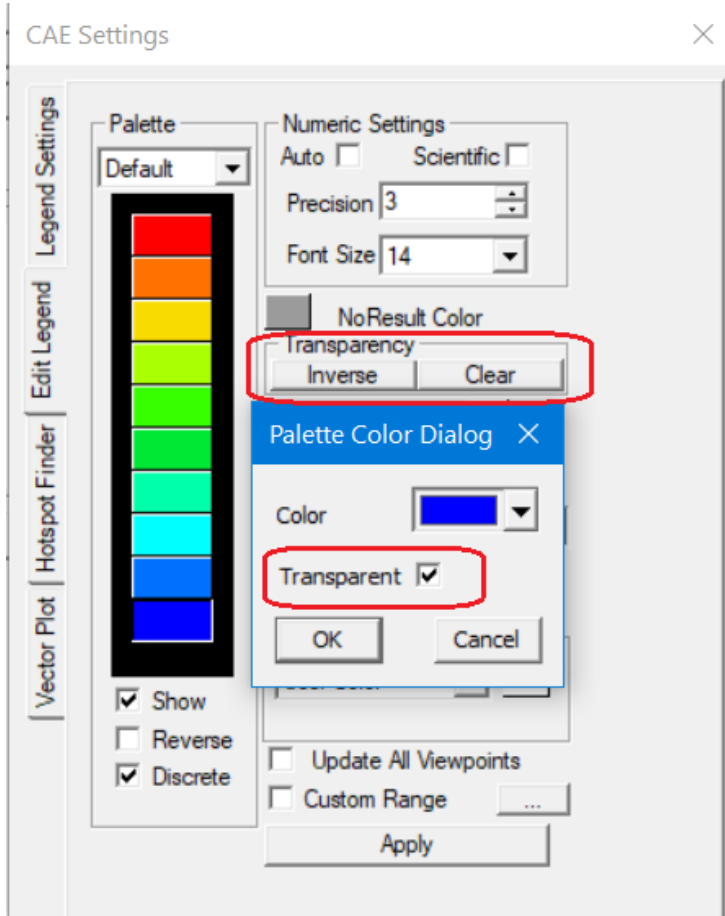 CAE Settings
Legend Settings
Edit Legend
Hotspot Finder
Vector Plot
Palette
Default
Show
Reverse
Discrete
Numeric Settings
Auto
Scientific
Precision 3
Font Size 14
NoResult Color
Transparency
Inverse Clear
Palette Color Dialog
Color
Transparent
OK Cancel
Update All Viewpoints
Custom Range ...
Apply